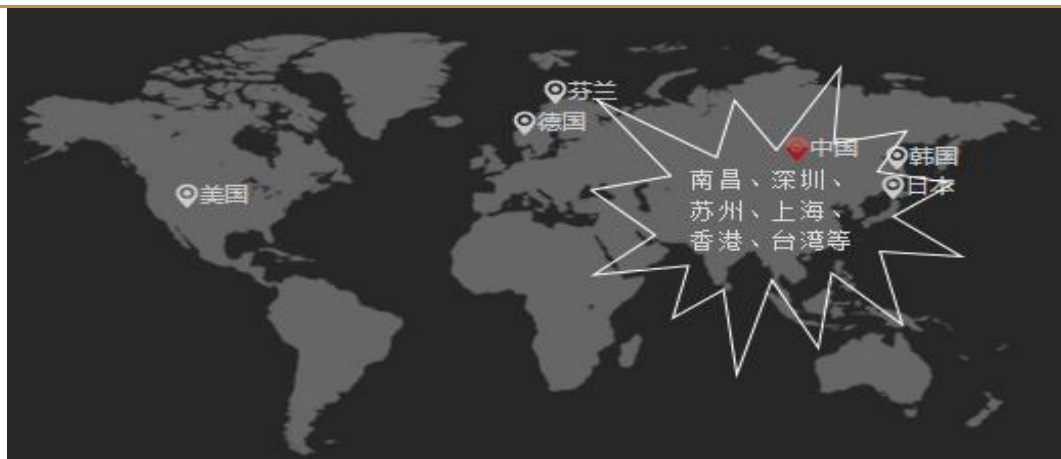 芬兰
德国
中国
韩国
美国
日本
南昌、深圳、
苏州、上海、
香港、台湾等